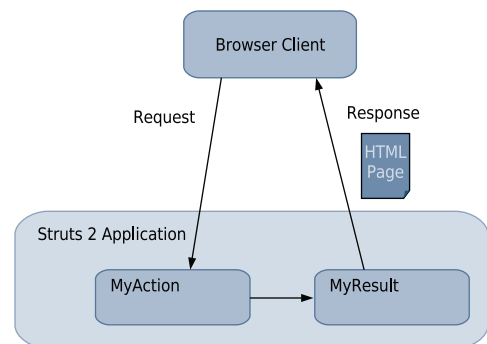 Browser Client
Request
Response
HTML
Page
Struts 2 Application
MyAction
MyResult